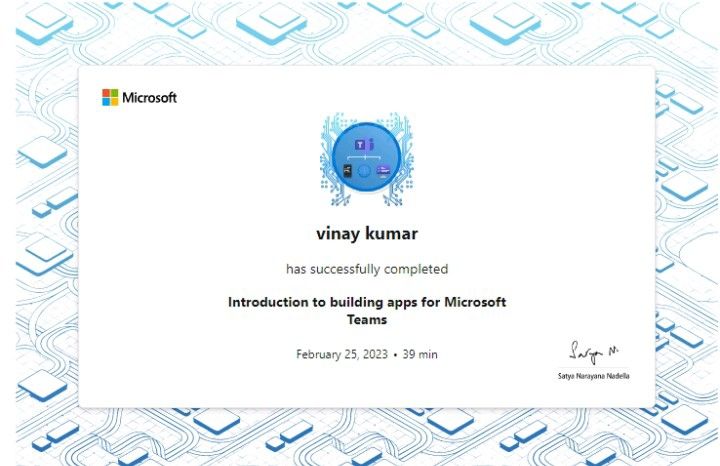 Microsoft
vinay kumar
has successfully completed
Introduction to building apps for Microsoft
Teams
February 25, 2023 • 39 min
Satya N.
Satya Narayana Nadella